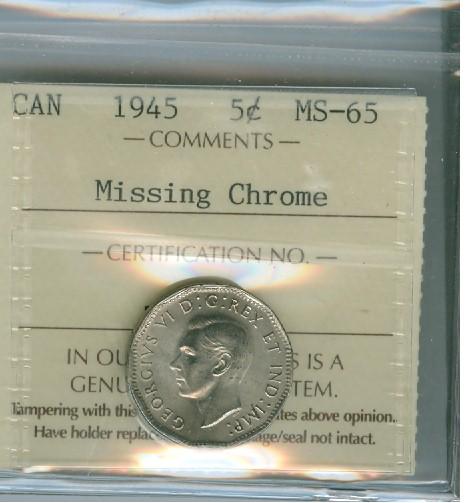 CAN 1945 5¢ MS-65
— COMMENTS —
Missing Chrome
— CERTIFICATION NO. —
GEORGIVS VI D:G:REX ET IND:IMP:
IN OU S IS A
GENU TEM.
Tampering with this tes above opinion.
Have holder replac age/seal not intact.